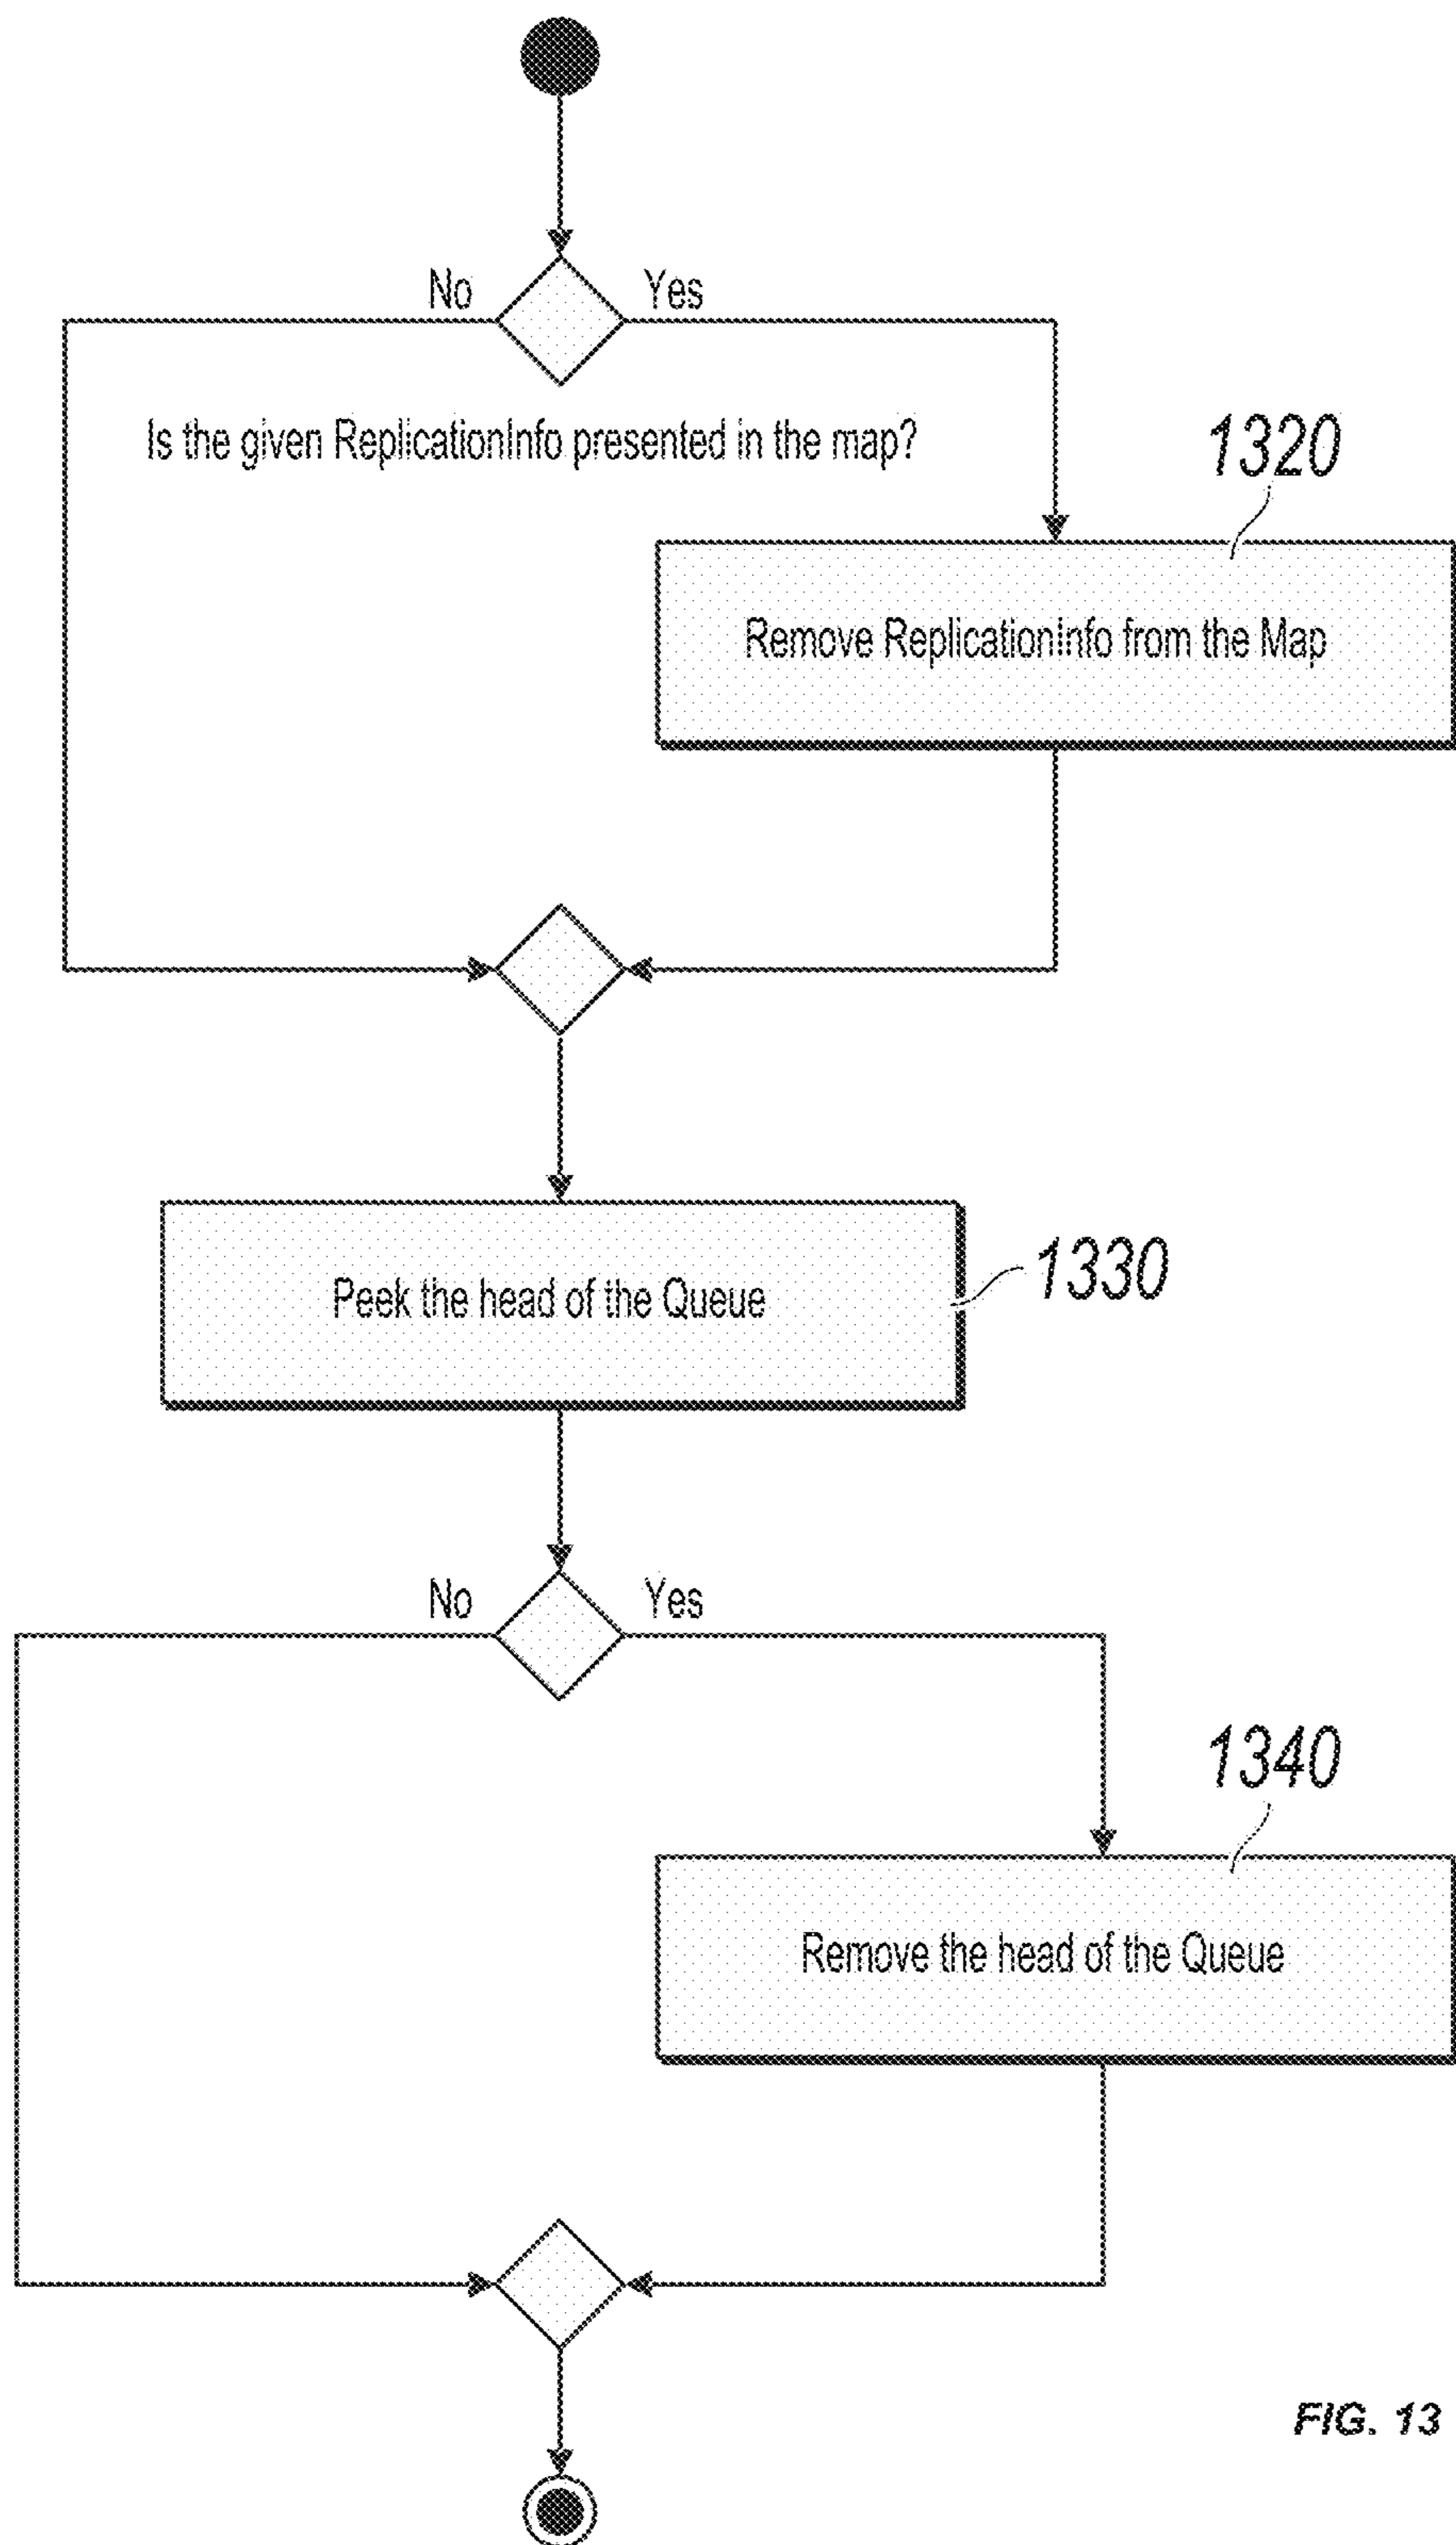 No Yes
Is the given ReplicationInfo presented in the map?
1320
Remove ReplicationInfo from the Map
Peek the head of the Queue
1330
No Yes
1340
Remove the head of the Queue
FIG. 13